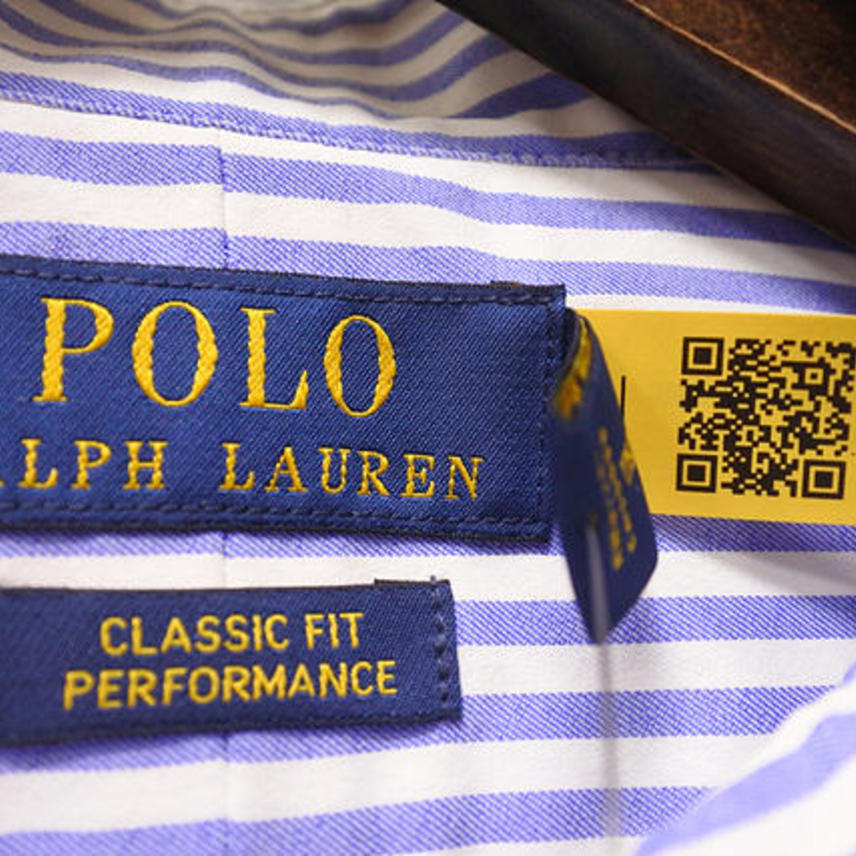 POLO
ALPH LAUREN
CLASSIC FIT
PERFORMANCE